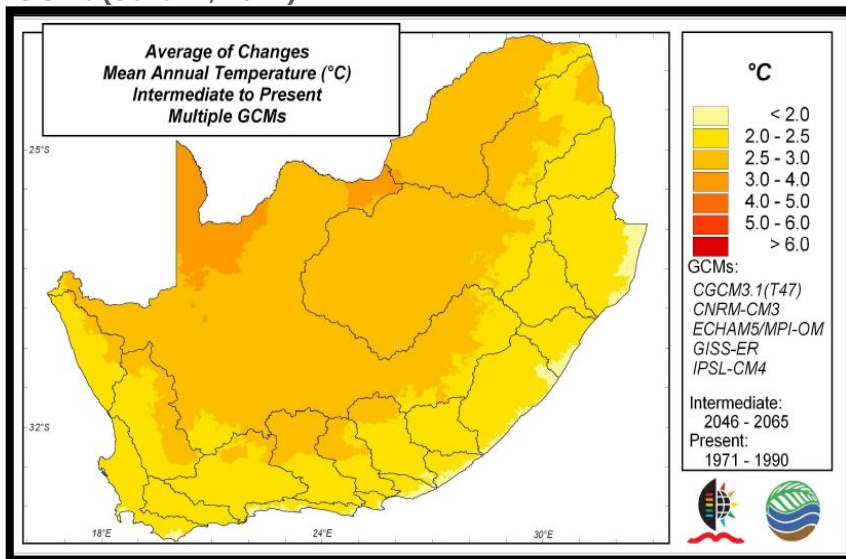 Average of Changes
Mean Annual Temperature (°C)
Intermediate to Present
Multiple GCMs
25°S
32°S
18°E
24°E
30°E
°C
< 2.0
2.0 - 2.5
2.5 - 3.0
3.0 - 4.0
4.0 - 5.0
5.0 - 6.0
> 6.0
GCMs:
CGCM3.1(T47)
CNRM-CM3
ECHAM5/MPI-OM
GISS-ER
IPSL-CM4
Intermediate:
2046 - 2065
Present:
1971 - 1990